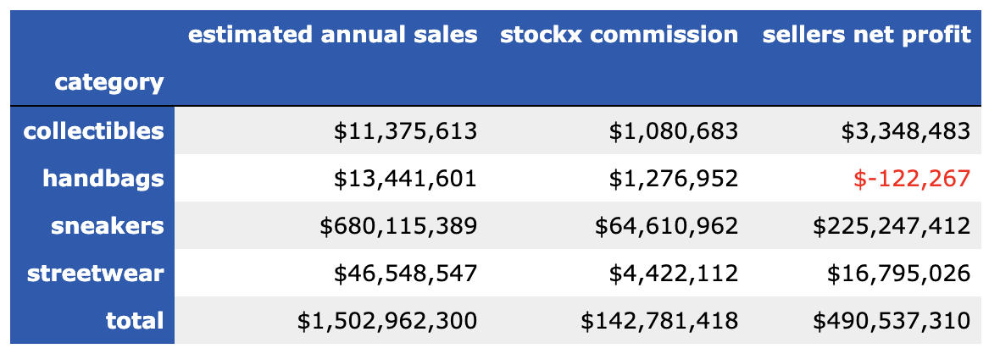 estimated annual sales stockx commission sellers net profit
category
collectibles $11,375,613 $1,080,683 $3,348,483
handbags $13,441,601 $1,276,952 $-122,267
sneakers $680,115,389 $64,610,962 $225,247,412
streetwear $46,548,547 $4,422,112 $16,795,026
total $1,502,962,300 $142,781,418 $490,537,310